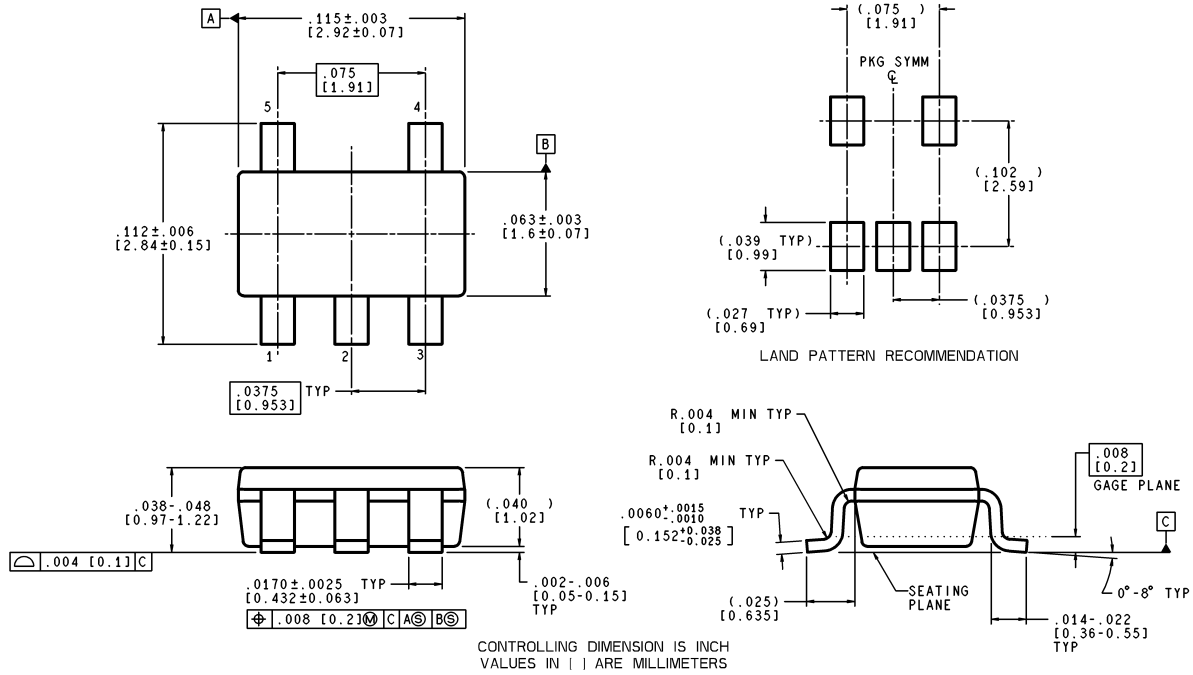 A
.115±.003
[2.92±0.07]
.075
[1.91]
5
4
B
.112±.006
[2.84±0.15]
.063±.003
[1.6±0.07]
1
2
3
.0375 TYP
[0.953]
(.075 )
[1.91]
PKG SYMM
℄
(.102 )
[2.59]
(.039 TYP)
[0.99]
(.027 TYP)
[0.69]
(.0375 )
[0.953]
LAND PATTERN RECOMMENDATION
.038-.048
[0.97-1.22]
(.040 )
[1.02]
⌓ .004 [0.1] C
.0170±.0025 TYP
[0.432±0.063]
⌖ .008 [0.2]Ⓜ C AⓈ BⓈ
.002-.006
[0.05-0.15]
TYP
R.004 MIN TYP
[0.1]
R.004 MIN TYP
[0.1]
.0060+.0015 -.0010 TYP
[0.152+0.038 -0.025]
.008
[0.2]
GAGE PLANE
C
SEATING
PLANE
0°-8° TYP
(.025)
[0.635]
.014-.022
[0.36-0.55]
TYP
CONTROLLING DIMENSION IS INCH
VALUES IN [ ] ARE MILLIMETERS